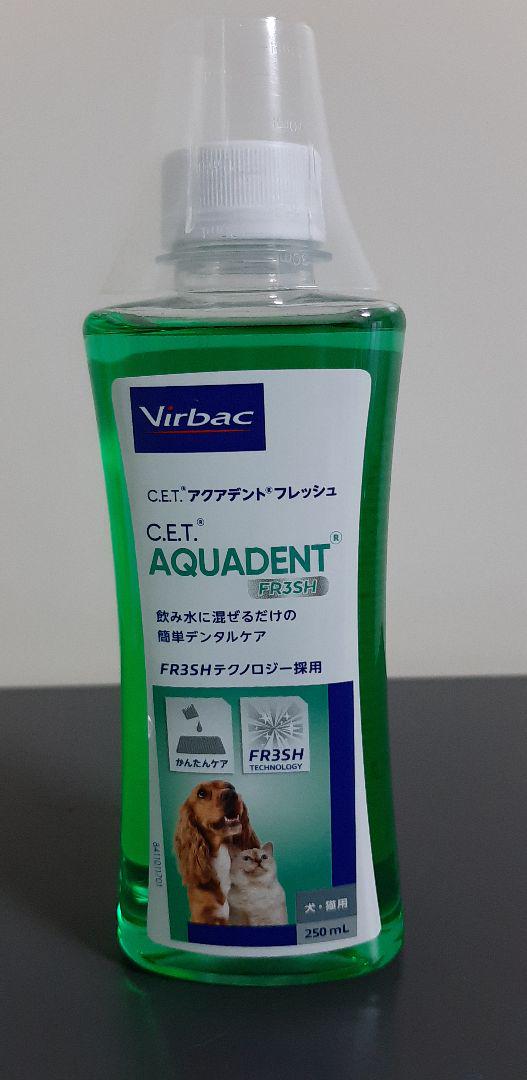 30ml
Virbac
C.E.T.®アクアデント®フレッシュ
C.E.T.®
AQUADENT®
FR3SH
飲み水に混ぜるだけの
簡単デンタルケア
FR3SHテクノロジー採用
かんたんケア
FR3SH
TECHNOLOGY
犬・猫用
250 mL